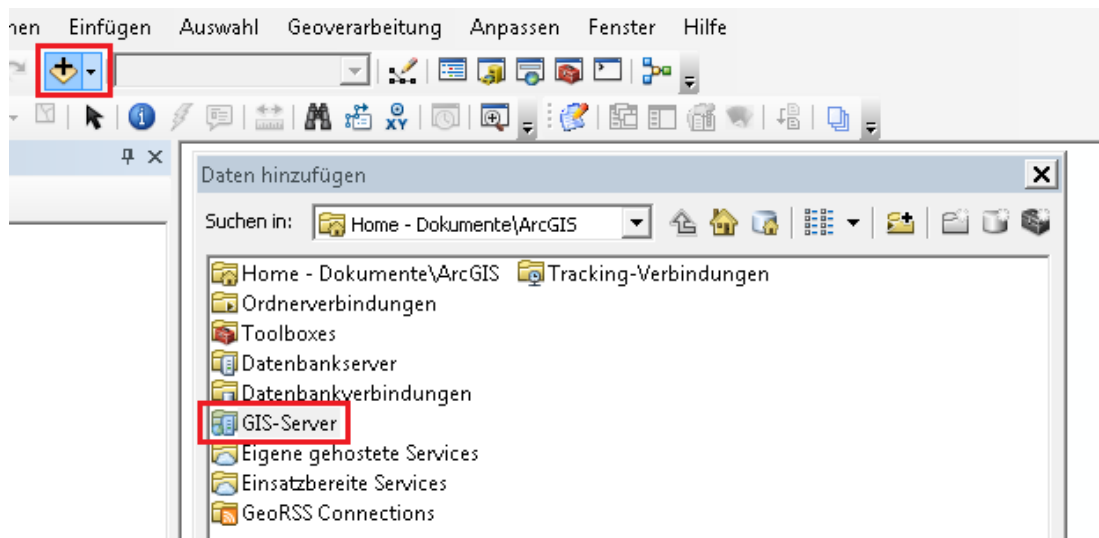 nen Einfügen Auswahl Geoverarbeitung Anpassen Fenster Hilfe
XY
Daten hinzufügen
Suchen in: Home - Dokumente\ArcGIS
Home - Dokumente\ArcGIS Tracking-Verbindungen
Ordnerverbindungen
Toolboxes
Datenbankserver
Datenbankverbindungen
GIS-Server
Eigene gehostete Services
Einsatzbereite Services
GeoRSS Connections